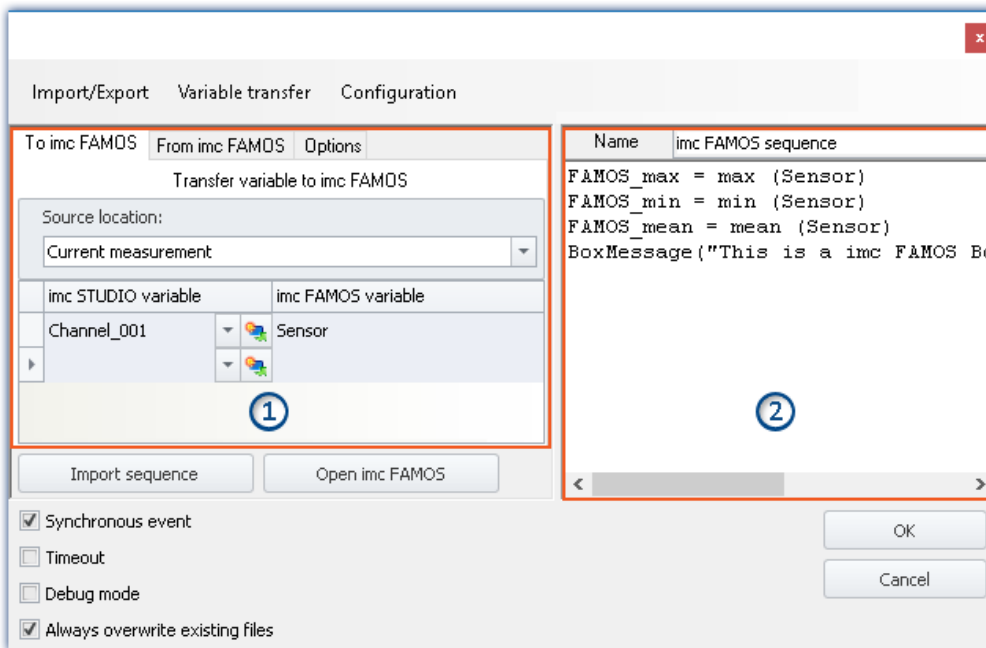 x
Import/Export Variable transfer Configuration
To imc FAMOS From imc FAMOS Options
Transfer variable to imc FAMOS
Source location:
Current measurement
imc STUDIO variable imc FAMOS variable
Channel_001 Sensor
1
Import sequence Open imc FAMOS
Name imc FAMOS sequence
FAMOS_max = max (Sensor)
FAMOS_min = min (Sensor)
FAMOS_mean = mean (Sensor)
BoxMessage("This is a imc FAMOS Bo
2
Synchronous event
Timeout
Debug mode
Always overwrite existing files
OK
Cancel